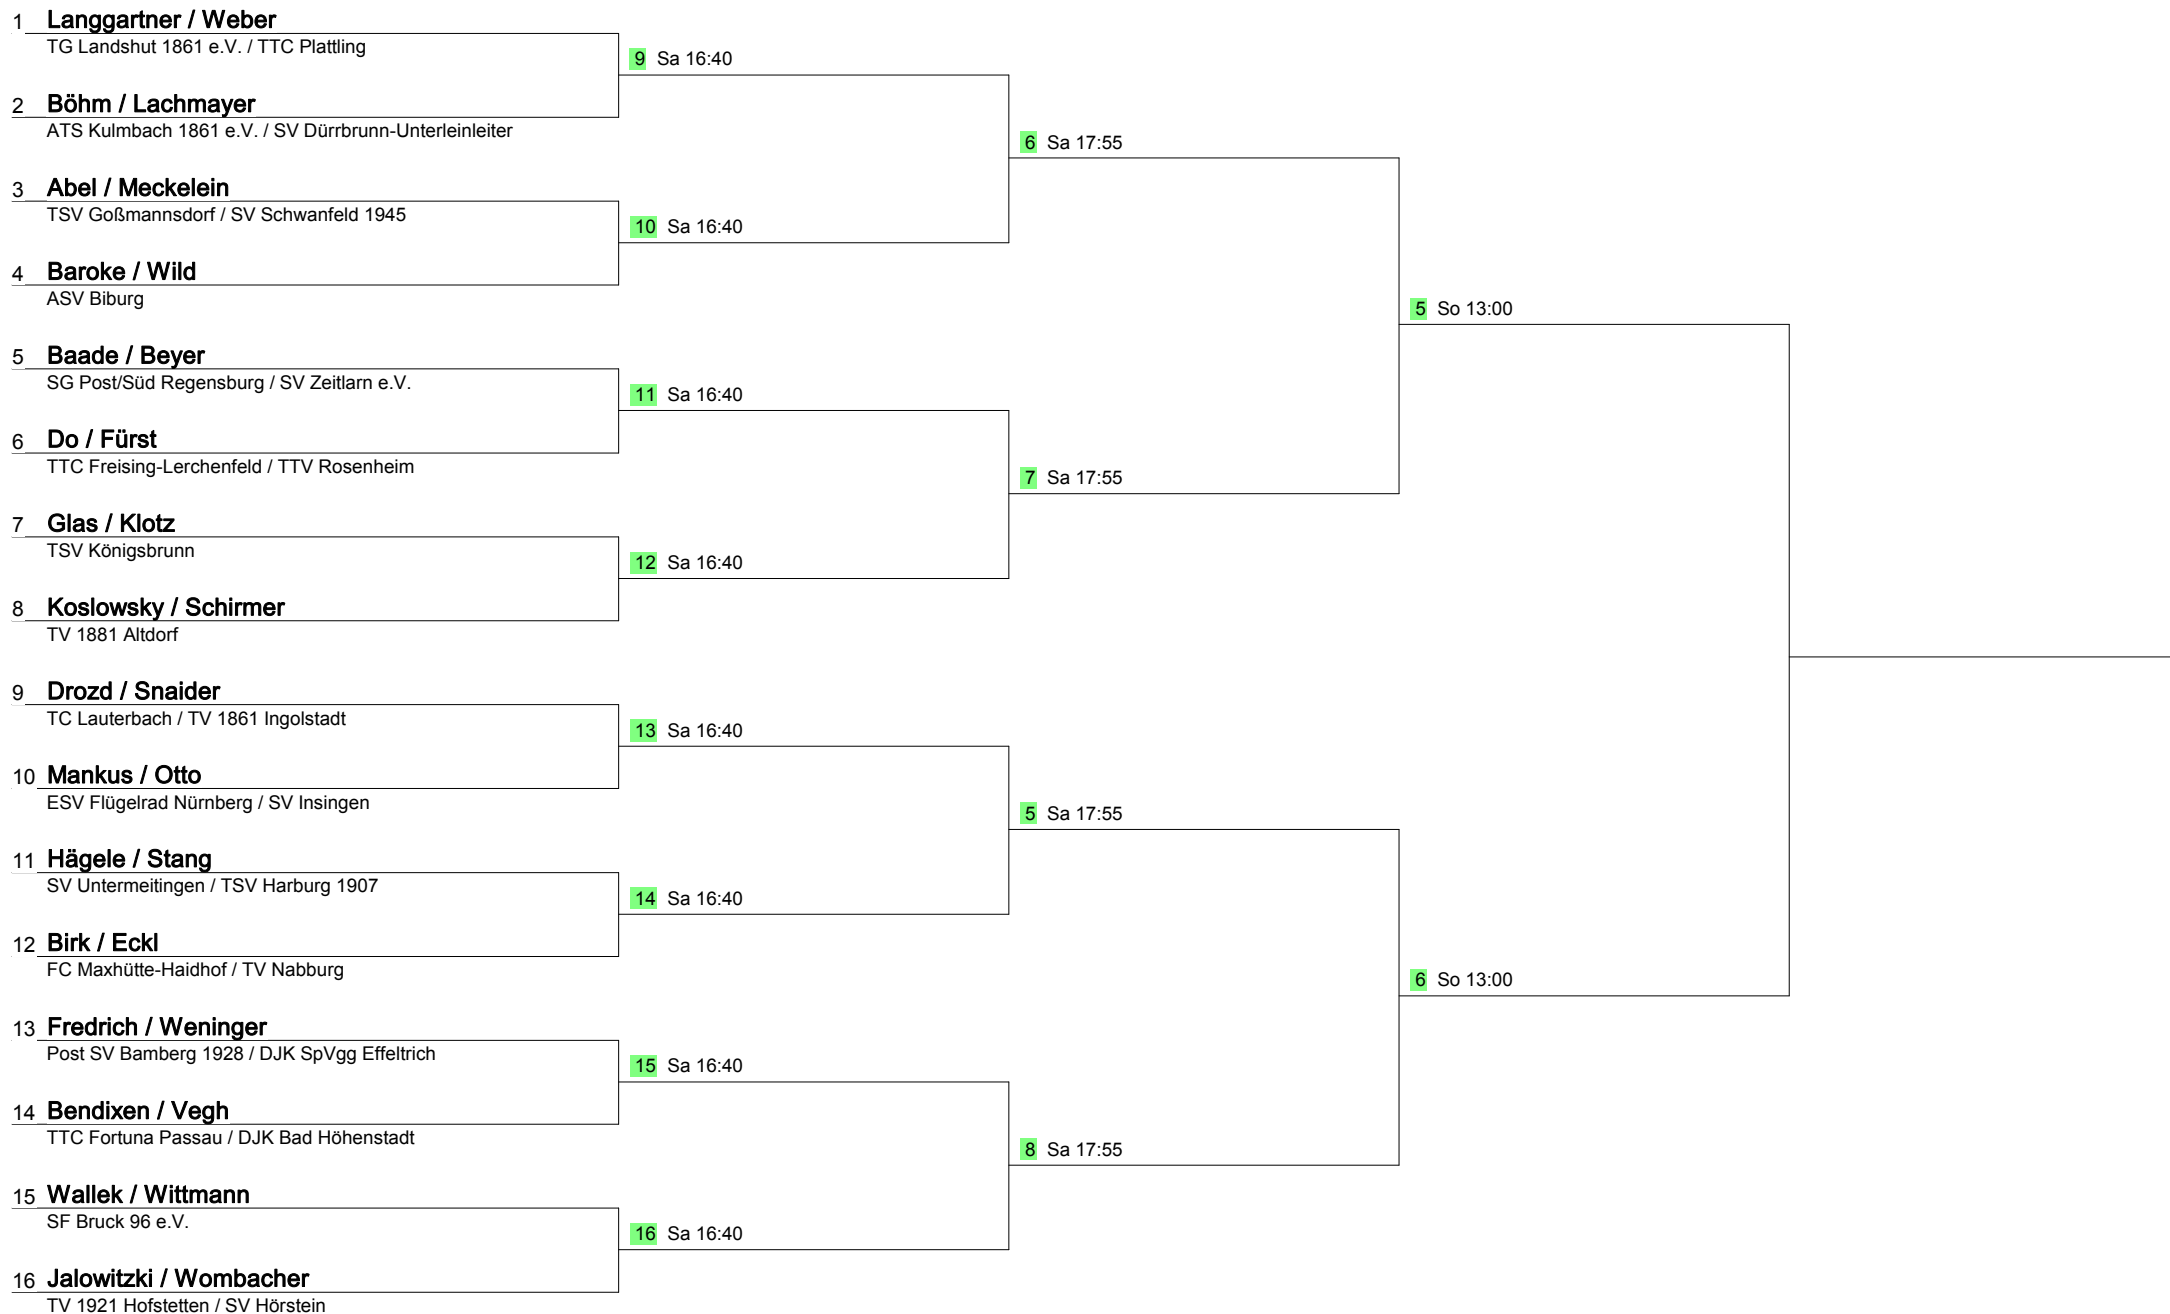 1 Langgartner / Weber
TG Landshut 1861 e.V. / TTC Plattling
9 Sa 16:40
2 Böhm / Lachmayer
ATS Kulmbach 1861 e.V. / SV Dürrbrunn-Unterleinleiter
6 Sa 17:55
3 Abel / Meckelein
TSV Goßmannsdorf / SV Schwanfeld 1945
10 Sa 16:40
4 Baroke / Wild
ASV Biburg
5 So 13:00
5 Baade / Beyer
SG Post/Süd Regensburg / SV Zeitlarn e.V.
11 Sa 16:40
6 Do / Fürst
TTC Freising-Lerchenfeld / TTV Rosenheim
7 Sa 17:55
7 Glas / Klotz
TSV Königsbrunn
12 Sa 16:40
8 Koslowsky / Schirmer
TV 1881 Altdorf
9 Drozd / Snaider
TC Lauterbach / TV 1861 Ingolstadt
13 Sa 16:40
10 Mankus / Otto
ESV Flügelrad Nürnberg / SV Insingen
5 Sa 17:55
11 Hägele / Stang
SV Untermeitingen / TSV Harburg 1907
14 Sa 16:40
12 Birk / Eckl
FC Maxhütte-Haidhof / TV Nabburg
6 So 13:00
13 Fredrich / Weninger
Post SV Bamberg 1928 / DJK SpVgg Effeltrich
15 Sa 16:40
14 Bendixen / Vegh
TTC Fortuna Passau / DJK Bad Höhenstadt
8 Sa 17:55
15 Wallek / Wittmann
SF Bruck 96 e.V.
16 Sa 16:40
16 Jalowitzki / Wombacher
TV 1921 Hofstetten / SV Hörstein